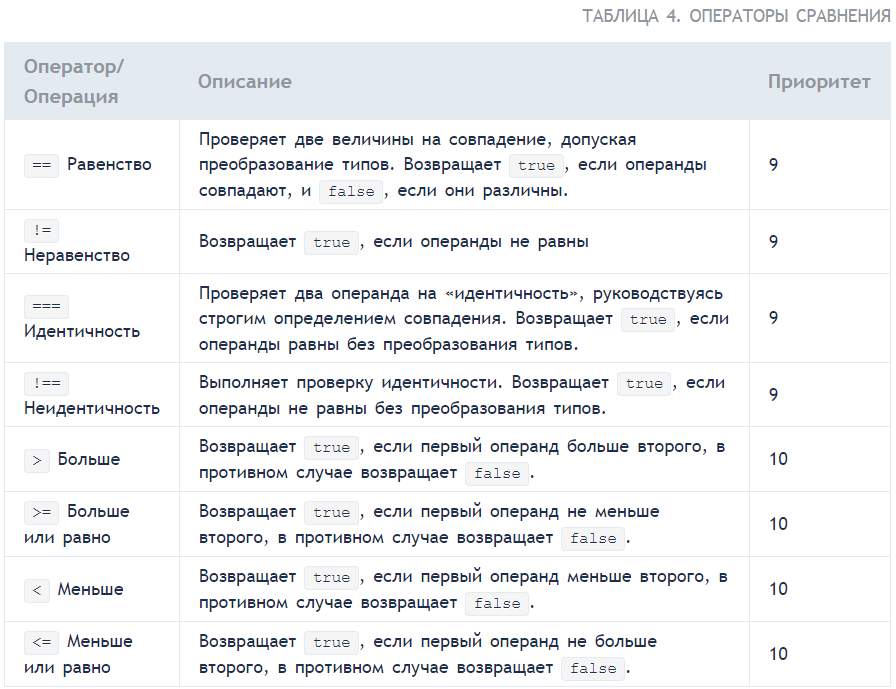 ТАБЛИЦА 4. ОПЕРАТОРЫ СРАВНЕНИЯ
Оператор/
Операция
Описание
Приоритет
== Равенство
Проверяет две величины на совпадение, допуская
преобразование типов. Возвращает true, если операнды
совпадают, и false, если они различны.
9
!=
Неравенство
Возвращает true, если операнды не равны
9
===
Идентичность
Проверяет два операнда на «идентичность», руководствуясь
строгим определением совпадения. Возвращает true, если
операнды равны без преобразования типов.
9
!==
Неидентичность
Выполняет проверку идентичности. Возвращает true, если
операнды не равны без преобразования типов.
9
> Больше
Возвращает true, если первый операнд больше второго, в
противном случае возвращает false.
10
>= Больше
или равно
Возвращает true, если первый операнд не меньше
второго, в противном случае возвращает false.
10
< Меньше
Возвращает true, если первый операнд меньше второго, в
противном случае возвращает false.
10
<= Меньше
или равно
Возвращает true, если первый операнд не больше
второго, в противном случае возвращает false.
10